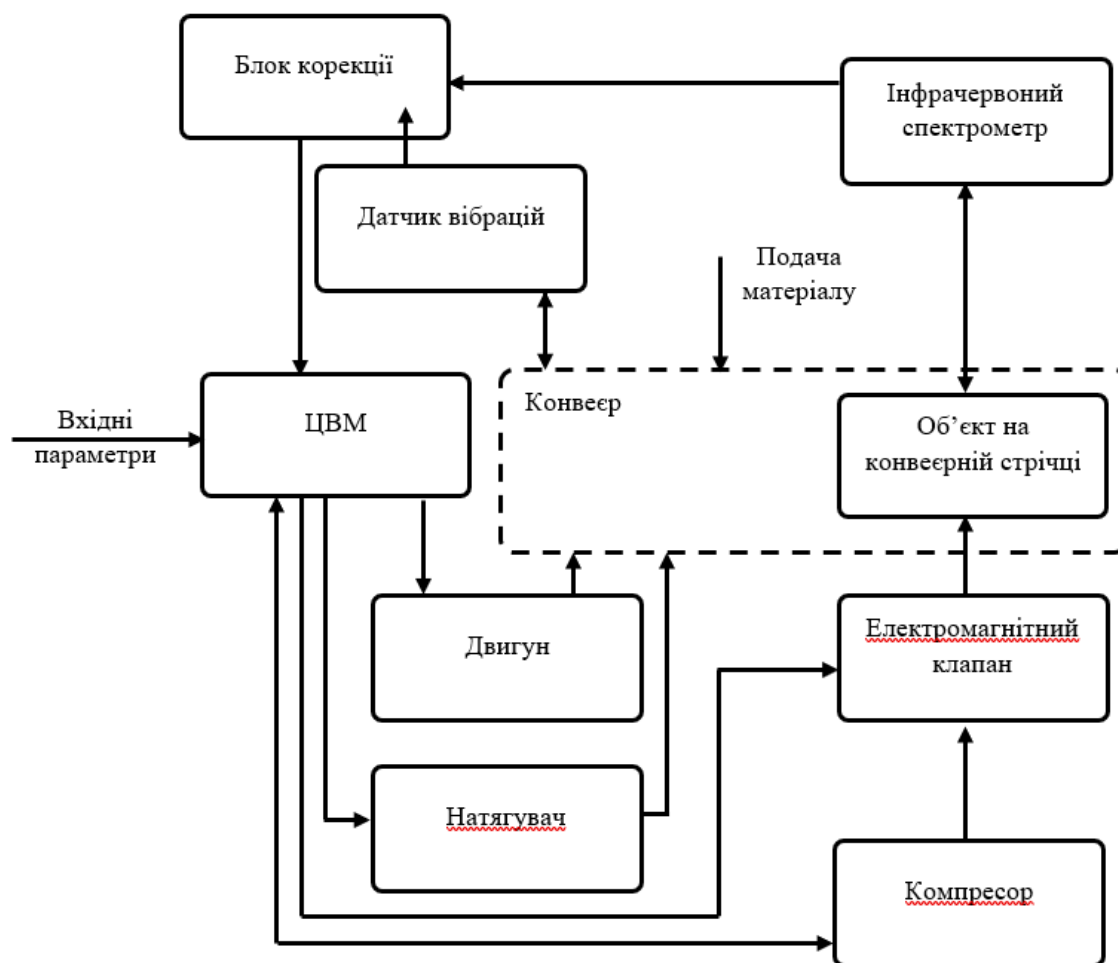 Блок корекції
Інфрачервоний
спектрометр
Датчик вібрацій
Подача
матеріалу
Вхідні
параметри
ЦВМ
Конвеєр
Об’єкт на
конвеєрній стрічці
Двигун
Електромагнітний
клапан
Натягувач
Компресор